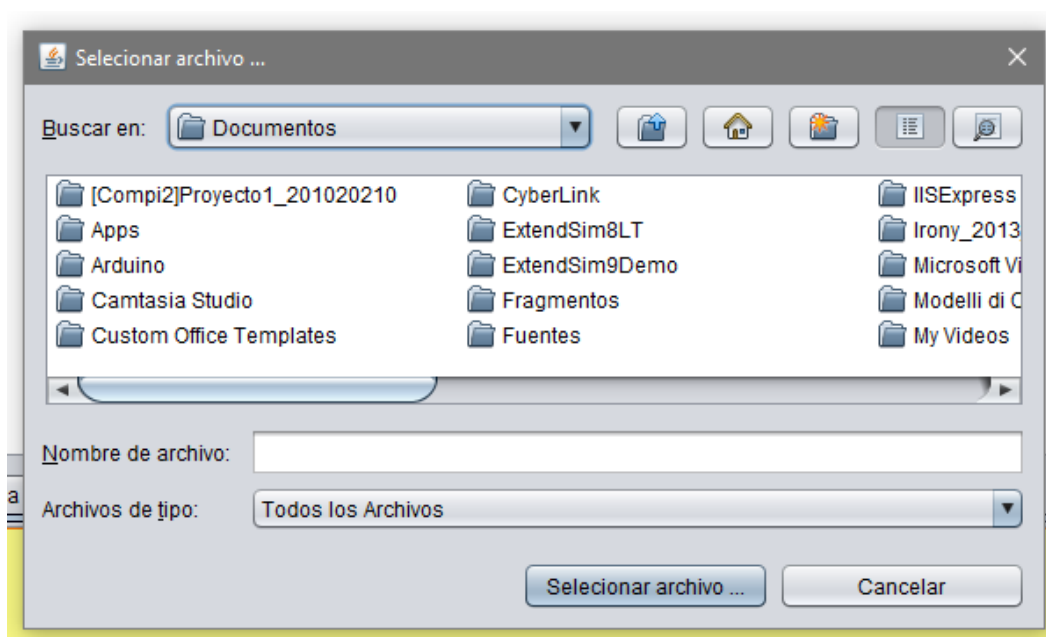 Selecionar archivo ...
Buscar en: Documentos
[Compi2]Proyecto1_201020210 CyberLink IISExpress
Apps ExtendSim8LT Irony_2013
Arduino ExtendSim9Demo Microsoft Vi
Camtasia Studio Fragmentos Modelli di C
Custom Office Templates Fuentes My Videos
Nombre de archivo:
a
Archivos de tipo: Todos los Archivos
Selecionar archivo ... Cancelar